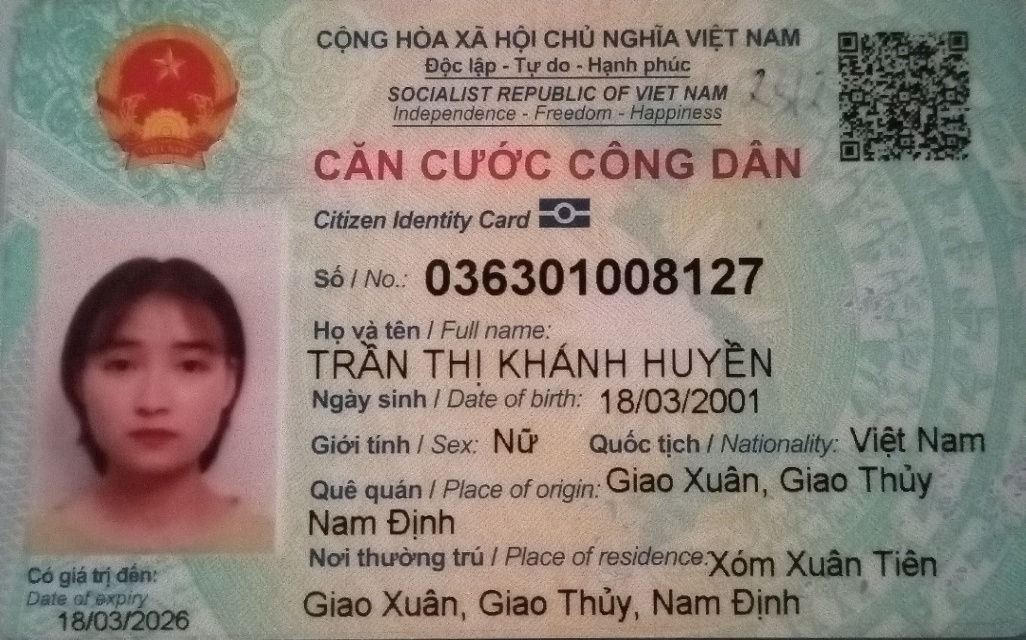 CỘNG HÒA XÃ HỘI CHỦ NGHĨA VIỆT NAM
Độc lập - Tự do - Hạnh phúc
SOCIALIST REPUBLIC OF VIET NAM
Independence - Freedom - Happiness
CĂN CƯỚC CÔNG DÂN
Citizen Identity Card
Số / No.: 036301008127
Họ và tên / Full name:
TRẦN THỊ KHÁNH HUYỀN
Ngày sinh / Date of birth: 18/03/2001
Giới tính / Sex: Nữ Quốc tịch / Nationality: Việt Nam
Quê quán / Place of origin: Giao Xuân, Giao Thủy
Nam Định
Nơi thường trú / Place of residence: Xóm Xuân Tiên
Giao Xuân, Giao Thủy, Nam Định
Có giá trị đến:
Date of expiry
18/03/2026